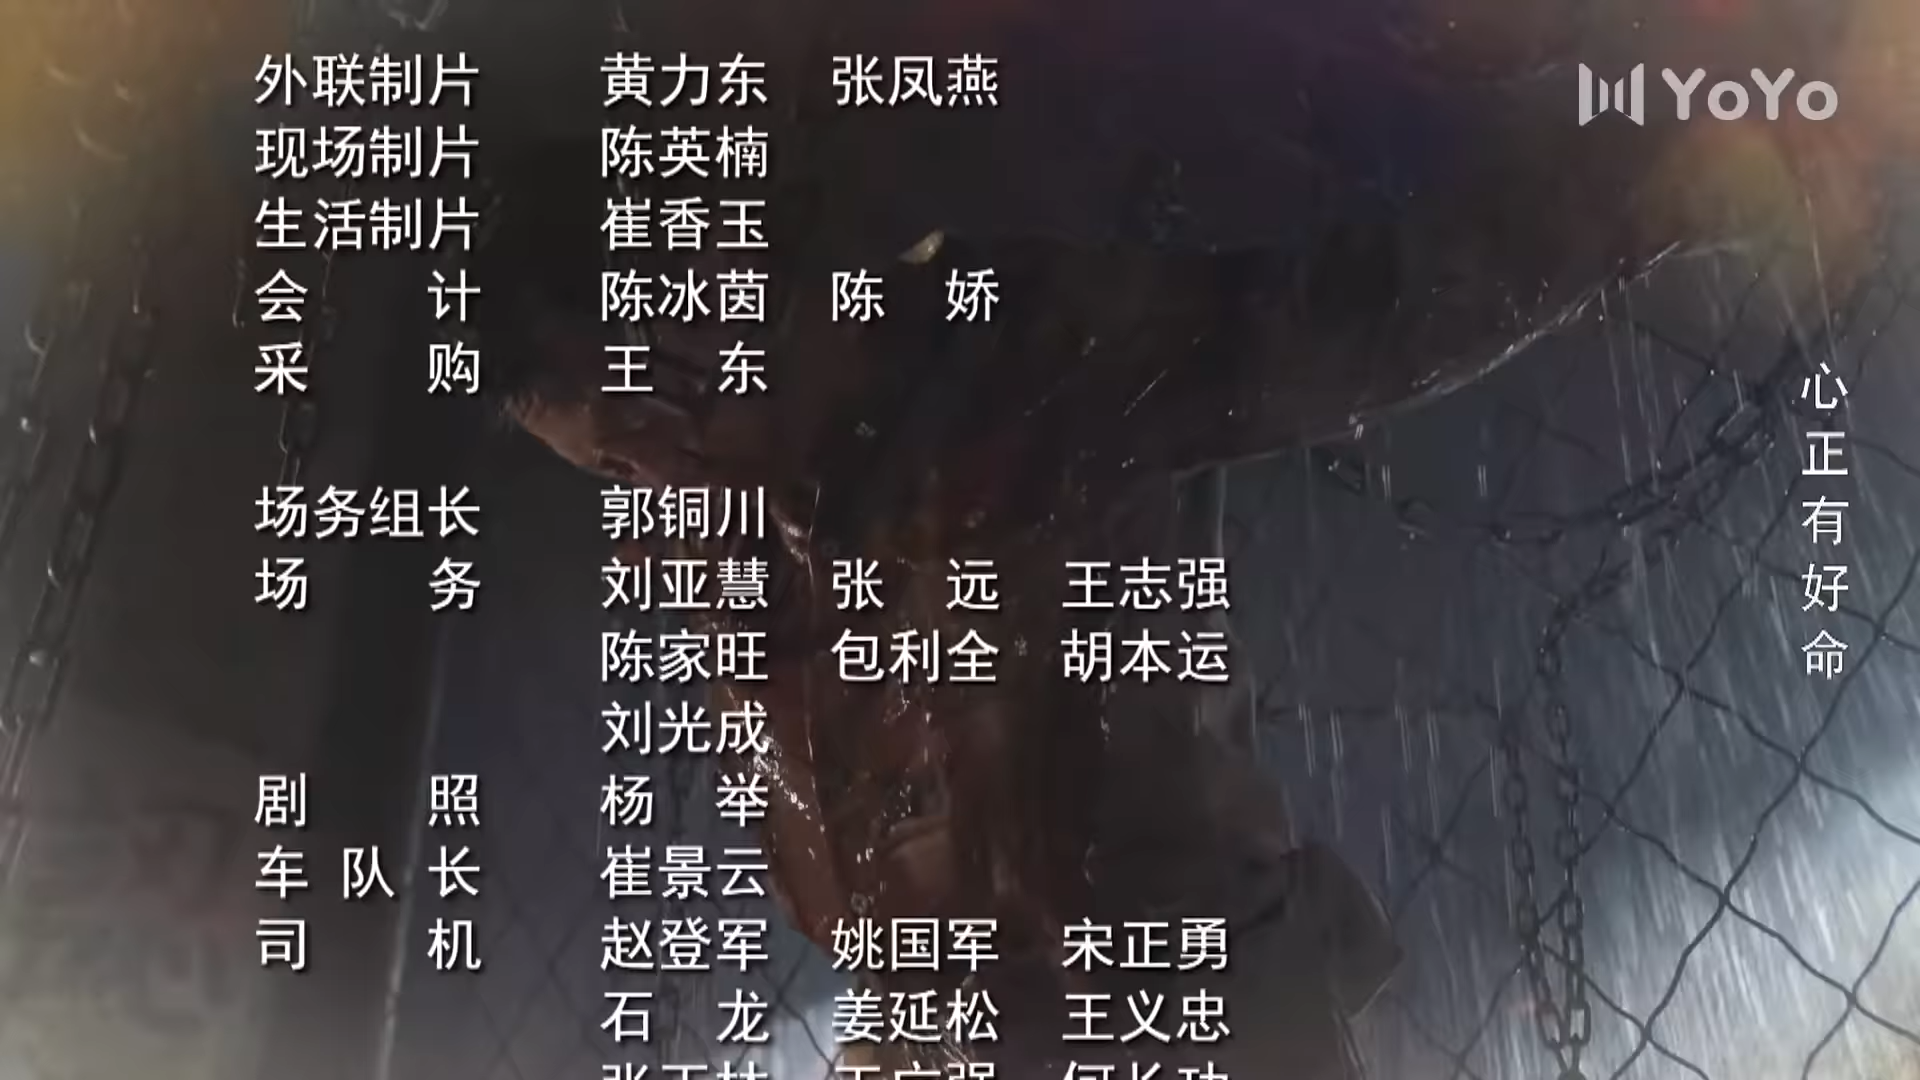 外联制片 黄力东 张凤燕
现场制片 陈英楠
生活制片 崔香玉
会计 陈冰茵 陈娇
采购 王东
场务组长 郭铜川
场务 刘亚慧 张远 王志强
陈家旺 包利全 胡本运
刘光成
剧照 杨举
车队长 崔景云
司机 赵登军 姚国军 宋正勇
石龙 姜延松 王义忠
YoYo
心正有好命